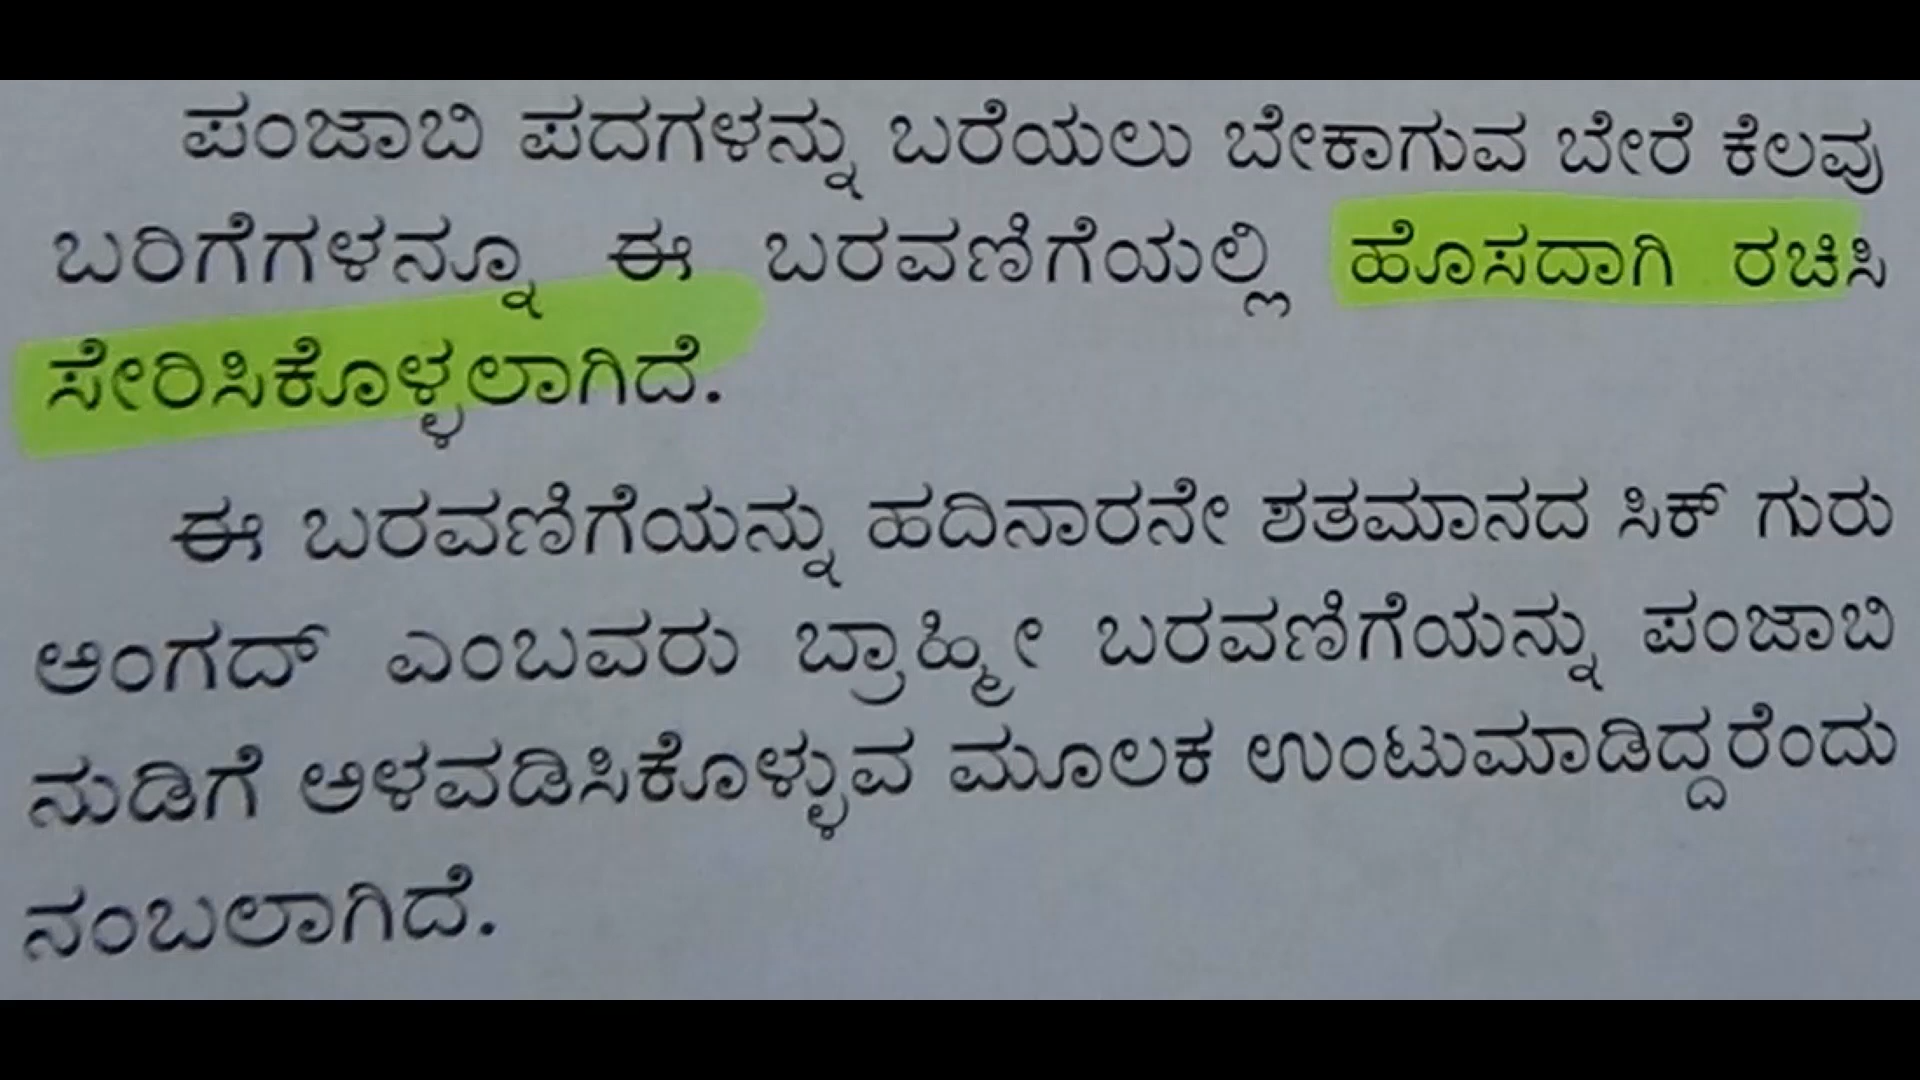 ಪಂಜಾಬಿ ಪದಗಳನ್ನು ಬರೆಯಲು ಬೇಕಾಗುವ ಬೇರೆ ಕೆಲವು
ಬರಿಗೆಗಳನ್ನೂ ಈ ಬರವಣಿಗೆಯಲ್ಲಿ ಹೊಸದಾಗಿ ರಚಿಸಿ
ಸೇರಿಸಿಕೊಳ್ಳಲಾಗಿದೆ.
ಈ ಬರವಣಿಗೆಯನ್ನು ಹದಿನಾರನೇ ಶತಮಾನದ ಸಿಕ್ ಗುರು
ಅಂಗದ್ ಎಂಬವರು ಬ್ರಾಹ್ಮೀ ಬರವಣಿಗೆಯನ್ನು ಪಂಜಾಬಿ
ನುಡಿಗೆ ಅಳವಡಿಸಿಕೊಳ್ಳುವ ಮೂಲಕ ಉಂಟುಮಾಡಿದ್ದರೆಂದು
ನಂಬಲಾಗಿದೆ.